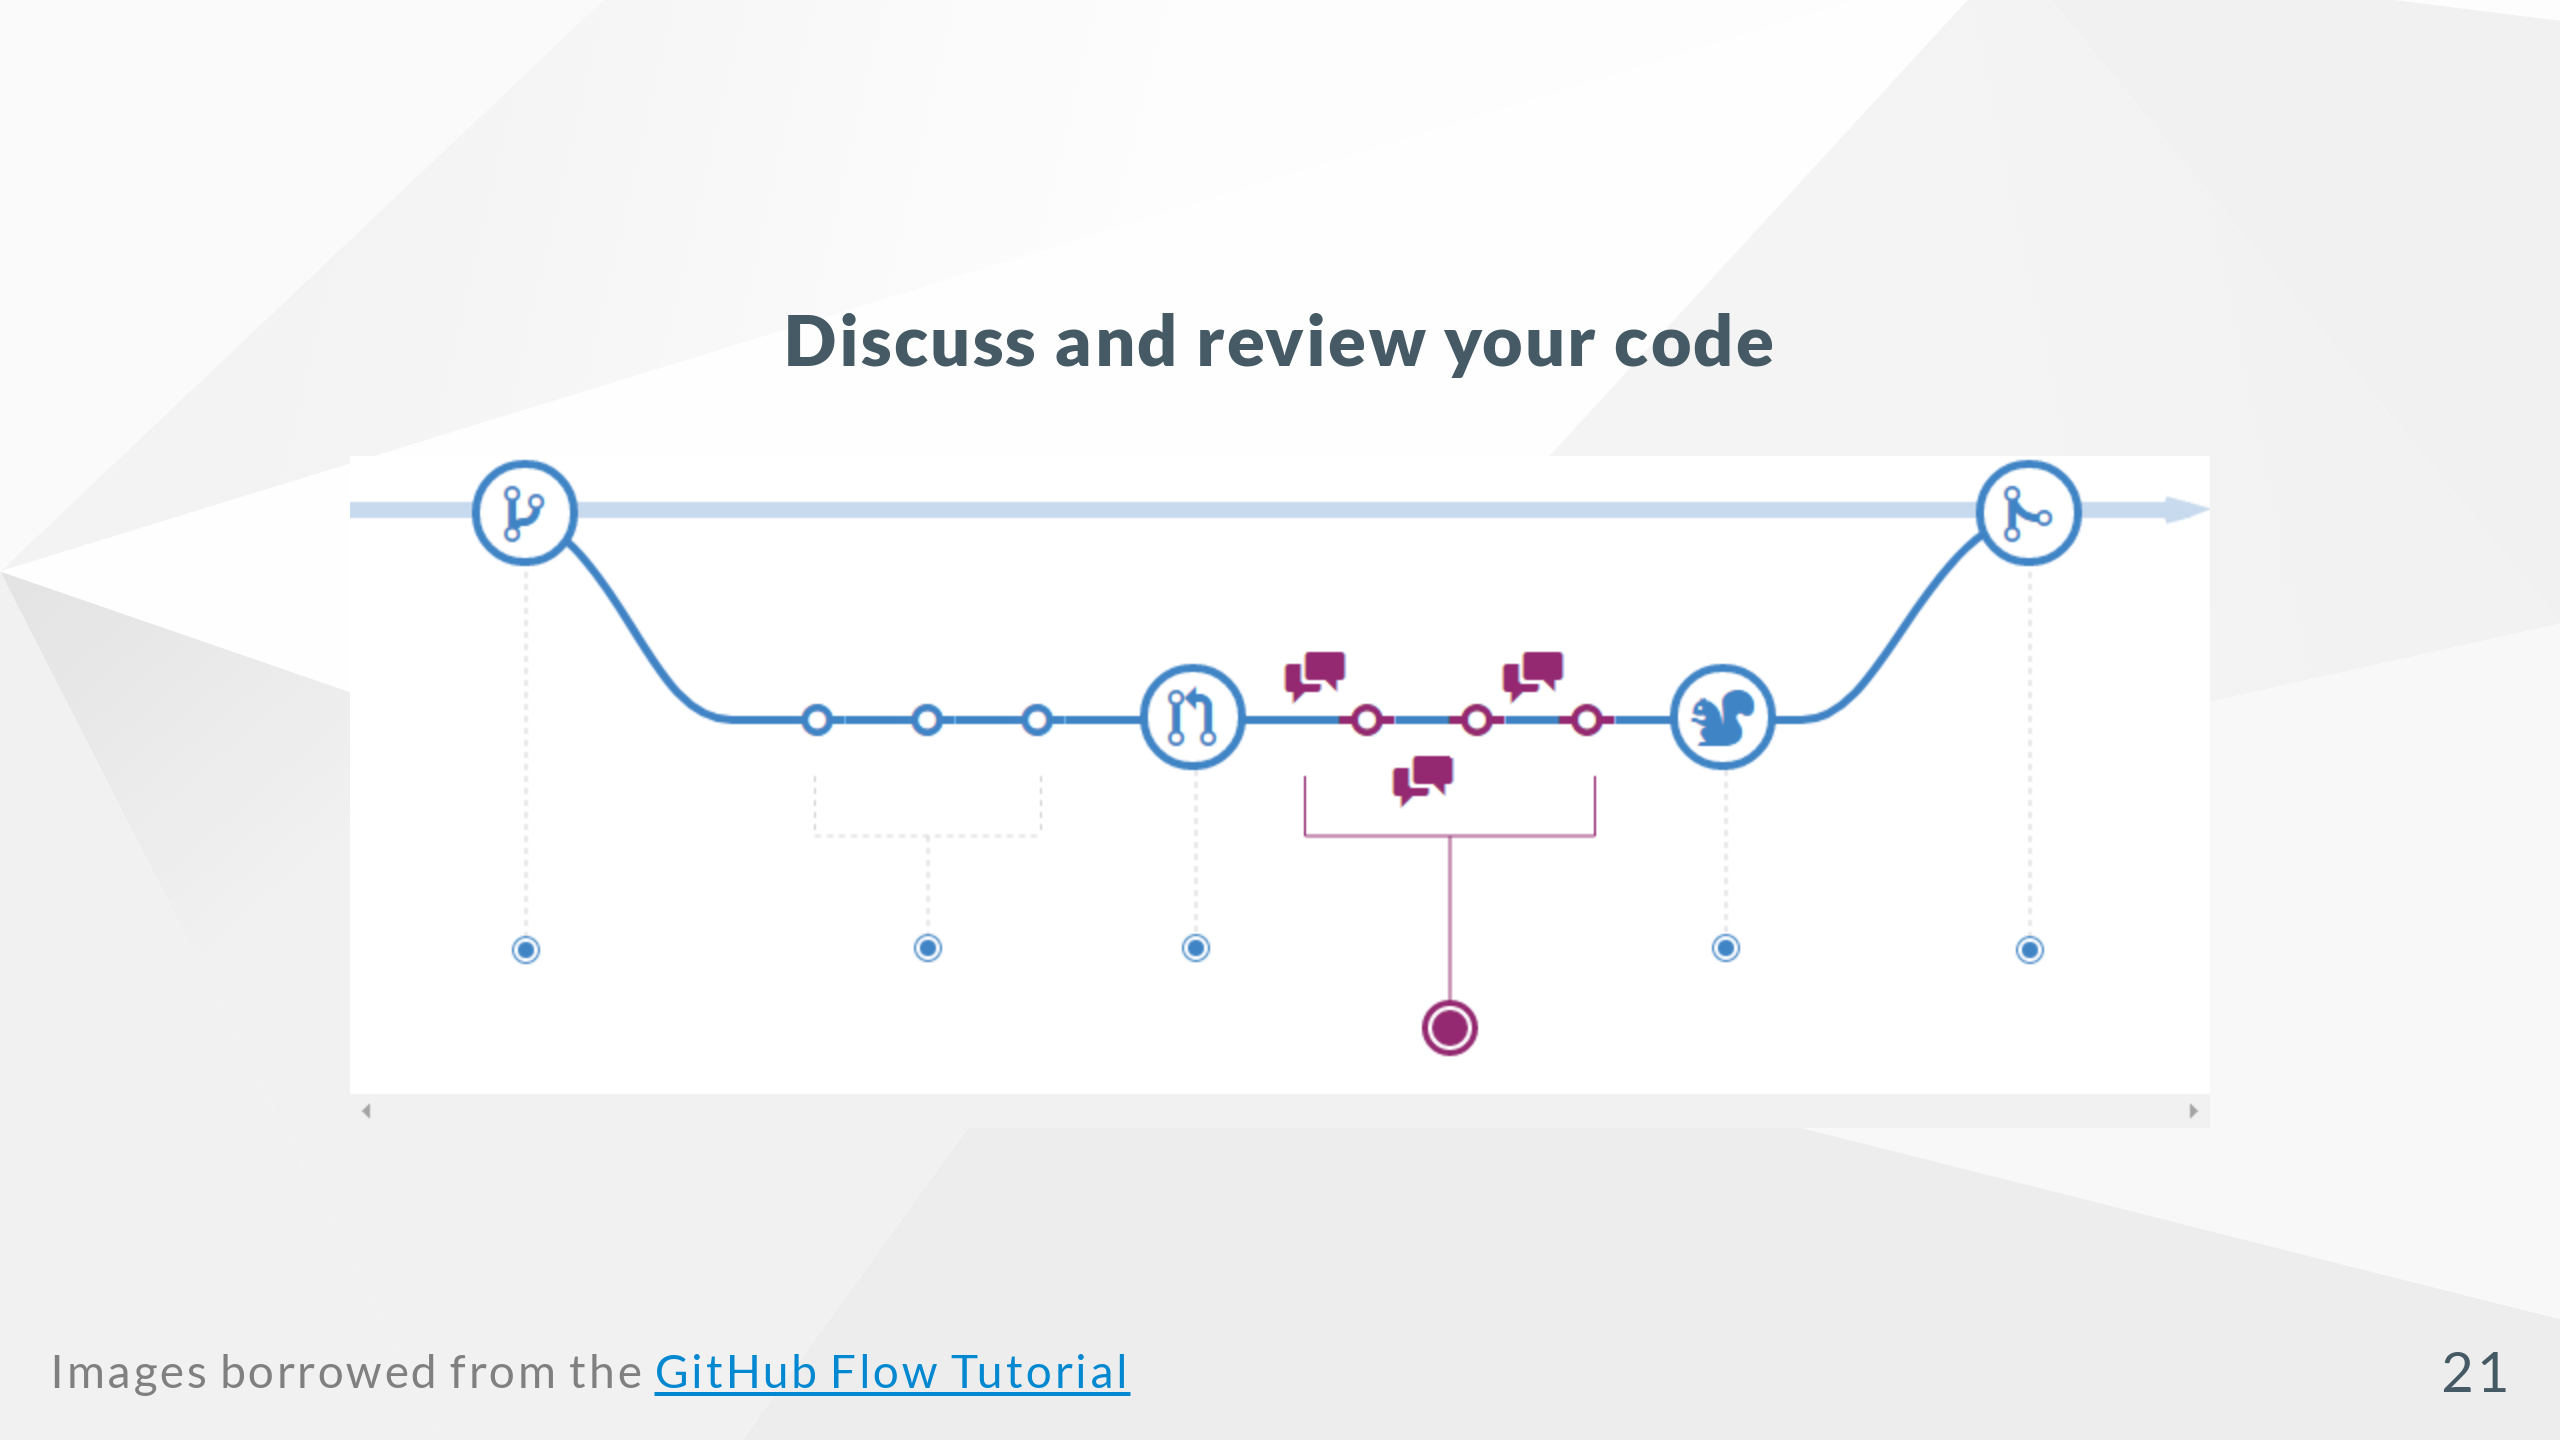 Discuss and review your code
Images borrowed from the GitHub Flow Tutorial
21